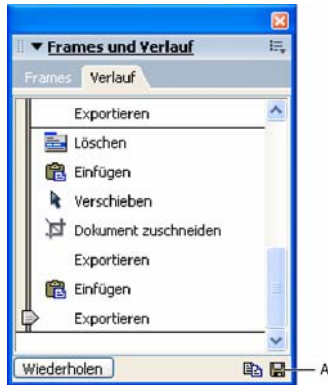 Frames und Verlauf
Frames Verlauf
Exportieren
Löschen
Einfügen
Verschieben
Dokument zuschneiden
Exportieren
Einfügen
Exportieren
Wiederholen
A